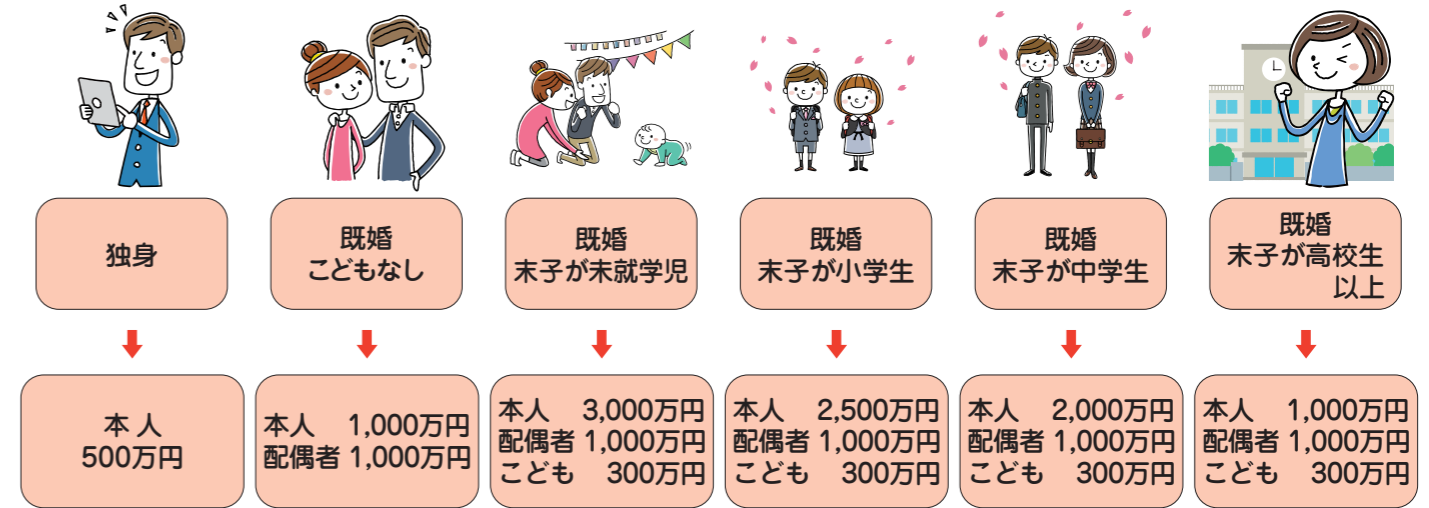 独身
既婚
こどもなし
既婚
末子が未就学児
既婚
末子が小学生
既婚
末子が中学生
既婚
末子が高校生
以上
本人
500万円
本人 1,000万円
配偶者 1,000万円
本人 3,000万円
配偶者 1,000万円
こども 300万円
本人 2,500万円
配偶者 1,000万円
こども 300万円
本人 2,000万円
配偶者 1,000万円
こども 300万円
本人 1,000万円
配偶者 1,000万円
こども 300万円